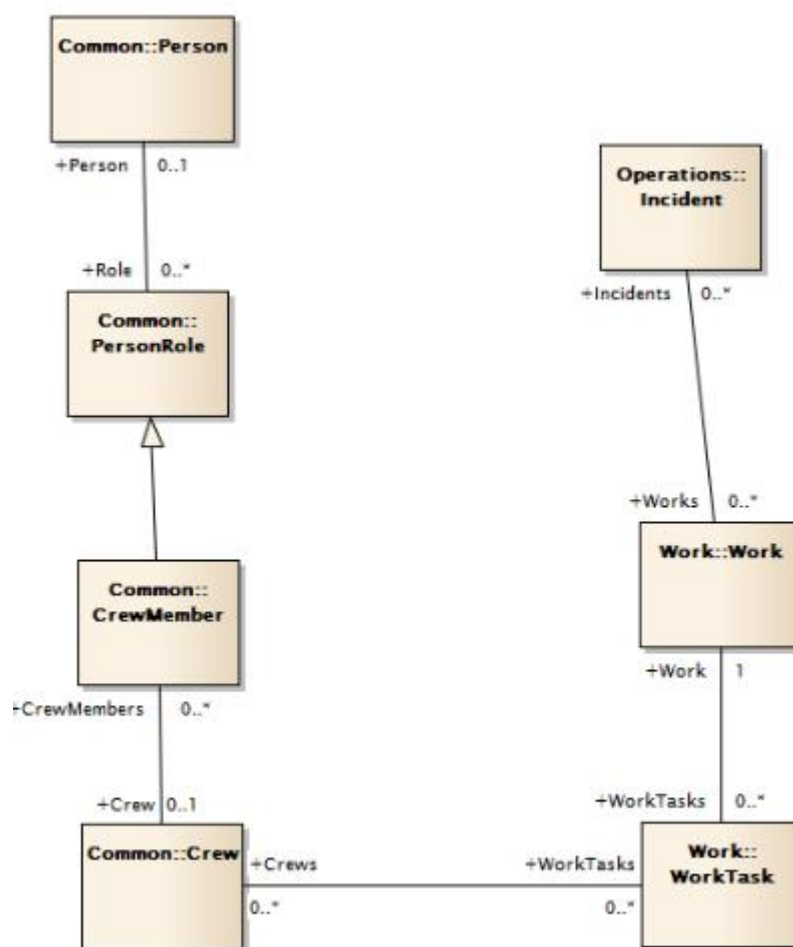 Common::Person
+Person 0..1
+Role 0..*
Common::
PersonRole
Common::
CrewMember
+CrewMembers 0..*
+Crew 0..1
Common::Crew
+Crews
0..*
Operations::
Incident
+Incidents 0..*
+Works 0..*
Work::Work
+Work 1
+WorkTasks 0..*
Work::
WorkTask
+WorkTasks
0..*